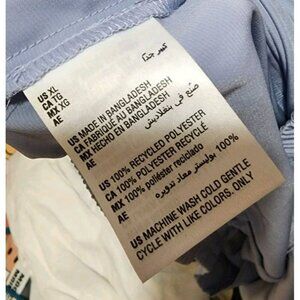 US XL
CA TG
MX XG
AE كبير جداً
US MADE IN BANGLADESH
CA FABRIQUÉ AU BANGLADESH
MX HECHO EN BANGLADESH
AE صنع في بنغلاديش
US 100% RECYCLED POLYESTER
CA 100% POLYESTER RECYCLÉ
MX 100% poliéster reciclado
AE 100% بوليستر معاد تدويره
US MACHINE WASH COLD GENTLE
CYCLE WITH LIKE COLORS. ONLY